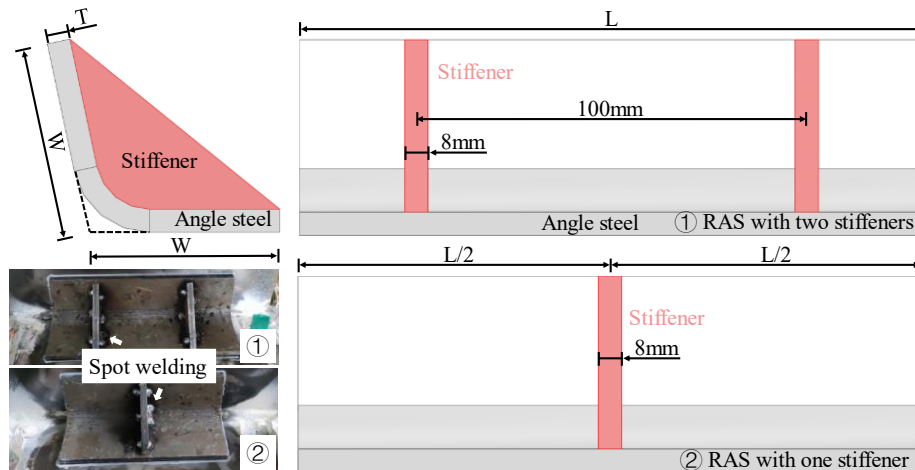 T
W
Stiffener
Angle steel
W
①
Spot welding
②
L
Stiffener
100mm
8mm
Angle steel
① RAS with two stiffeners
L/2
L/2
Stiffener
8mm
② RAS with one stiffener